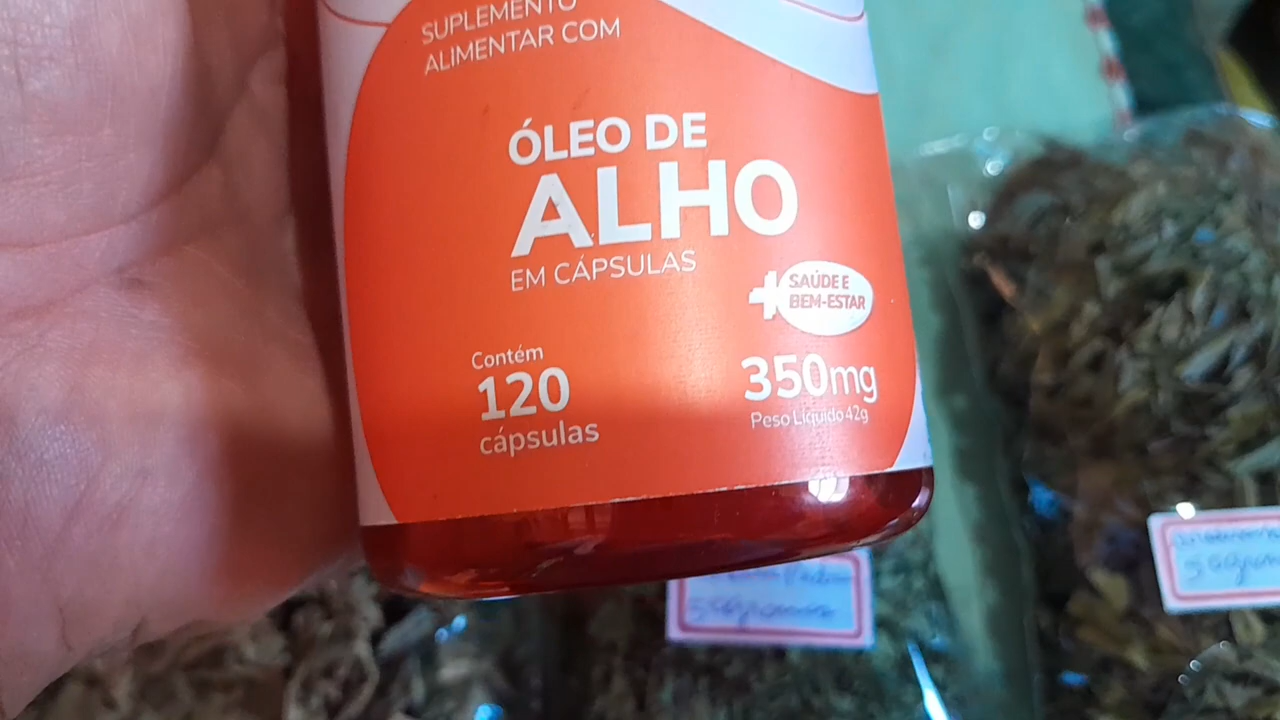 SUPLEMENTO
ALIMENTAR COM
ÓLEO DE
ALHO
EM CÁPSULAS
SAÚDE E
BEM-ESTAR
Contém
120
cápsulas
350mg
Peso Líquido 42g